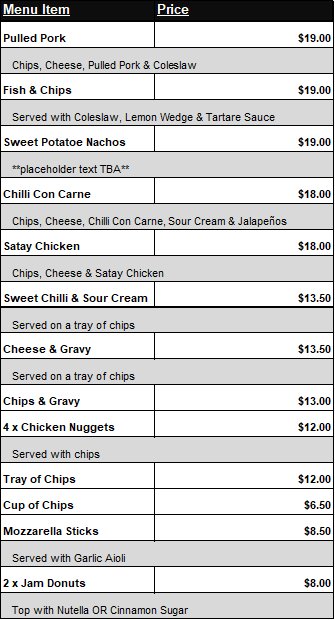 Menu Item Price
Pulled Pork $19.00
Chips, Cheese, Pulled Pork & Coleslaw
Fish & Chips $19.00
Served with Coleslaw, Lemon Wedge & Tartare Sauce
Sweet Potatoe Nachos $19.00
**placeholder text TBA**
Chilli Con Carne $18.00
Chips, Cheese, Chilli Con Carne, Sour Cream & Jalapeños
Satay Chicken $18.00
Chips, Cheese & Satay Chicken
Sweet Chilli & Sour Cream $13.50
Served on a tray of chips
Cheese & Gravy $13.50
Served on a tray of chips
Chips & Gravy $13.00
4 x Chicken Nuggets $12.00
Served with chips
Tray of Chips $12.00
Cup of Chips $6.50
Mozzarella Sticks $8.50
Served with Garlic Aioli
2 x Jam Donuts $8.00
Top with Nutella OR Cinnamon Sugar